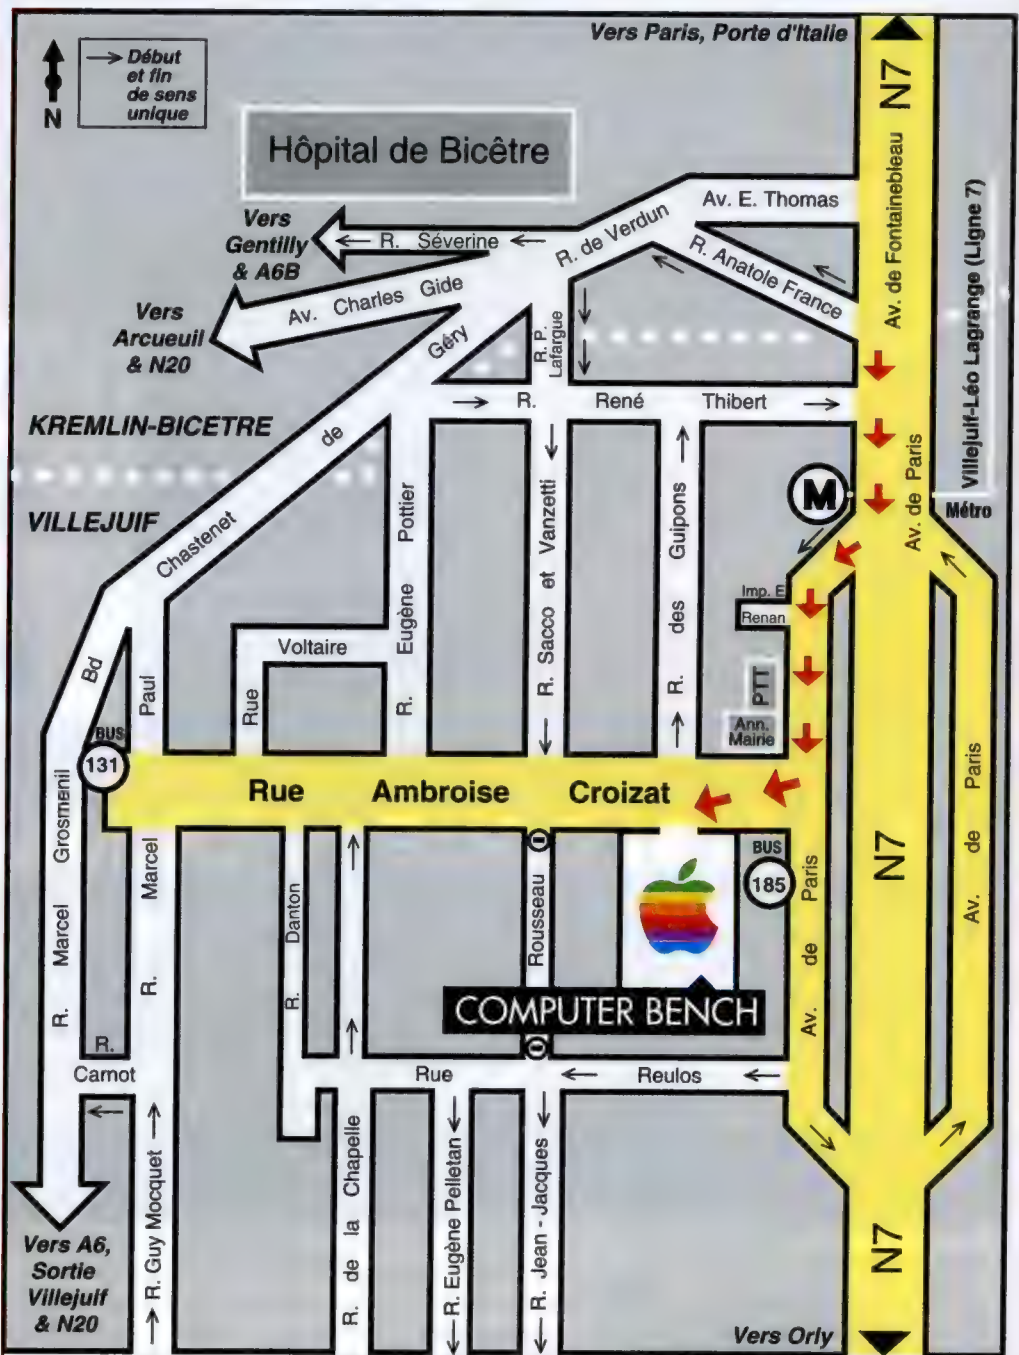 Vers Paris, Porte d'Italie
N7
Début
et fin
de sens
unique
N
Hôpital de Bicêtre
Av. de Fontainebleau
Av. E. Thomas
R. de Verdun
R. Anatole France
Vers
Gentilly
& A6B
R. Séverine
Av. Charles Gide
Vers
Arcueuil
& N20
R. P.
Lafargue
Villejuif-Léo Lagrange (Ligne 7)
Métro
KREMLIN-BICETRE
VILLEJUIF
Bd Chastenet de Géry
R. René Thibert
M
Av. de Paris
R. Eugène Pottier
R. Sacco et Vanzetti
R. des Guipons
Imp. E
Renan
PTT
Ann.
Mairie
Rue Voltaire
R. Marcel Paul
BUS
131
Rue Ambroise Croizat
N7
R. Marcel Grosmenil
R. Danton
Rousseau
BUS
185
Av. de Paris
Av. de Paris
COMPUTER BENCH
R.
Carnot
Rue Reulos
R. Guy Mocquet
R. de la Chapelle
R. Eugène Pelletan
R. Jean - Jacques
Vers A6,
Sortie
Villejuif
& N20
N7
Vers Orly